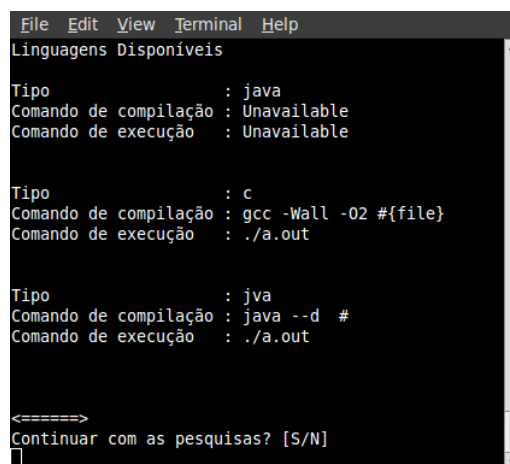 File Edit View Terminal Help
Linguagens Disponíveis
Tipo : java
Comando de compilação : Unavailable
Comando de execução : Unavailable
Tipo : c
Comando de compilação : gcc -Wall -O2 #{file}
Comando de execução : ./a.out
Tipo : jva
Comando de compilação : java --d #
Comando de execução : ./a.out
<======>
Continuar com as pesquisas? [S/N]